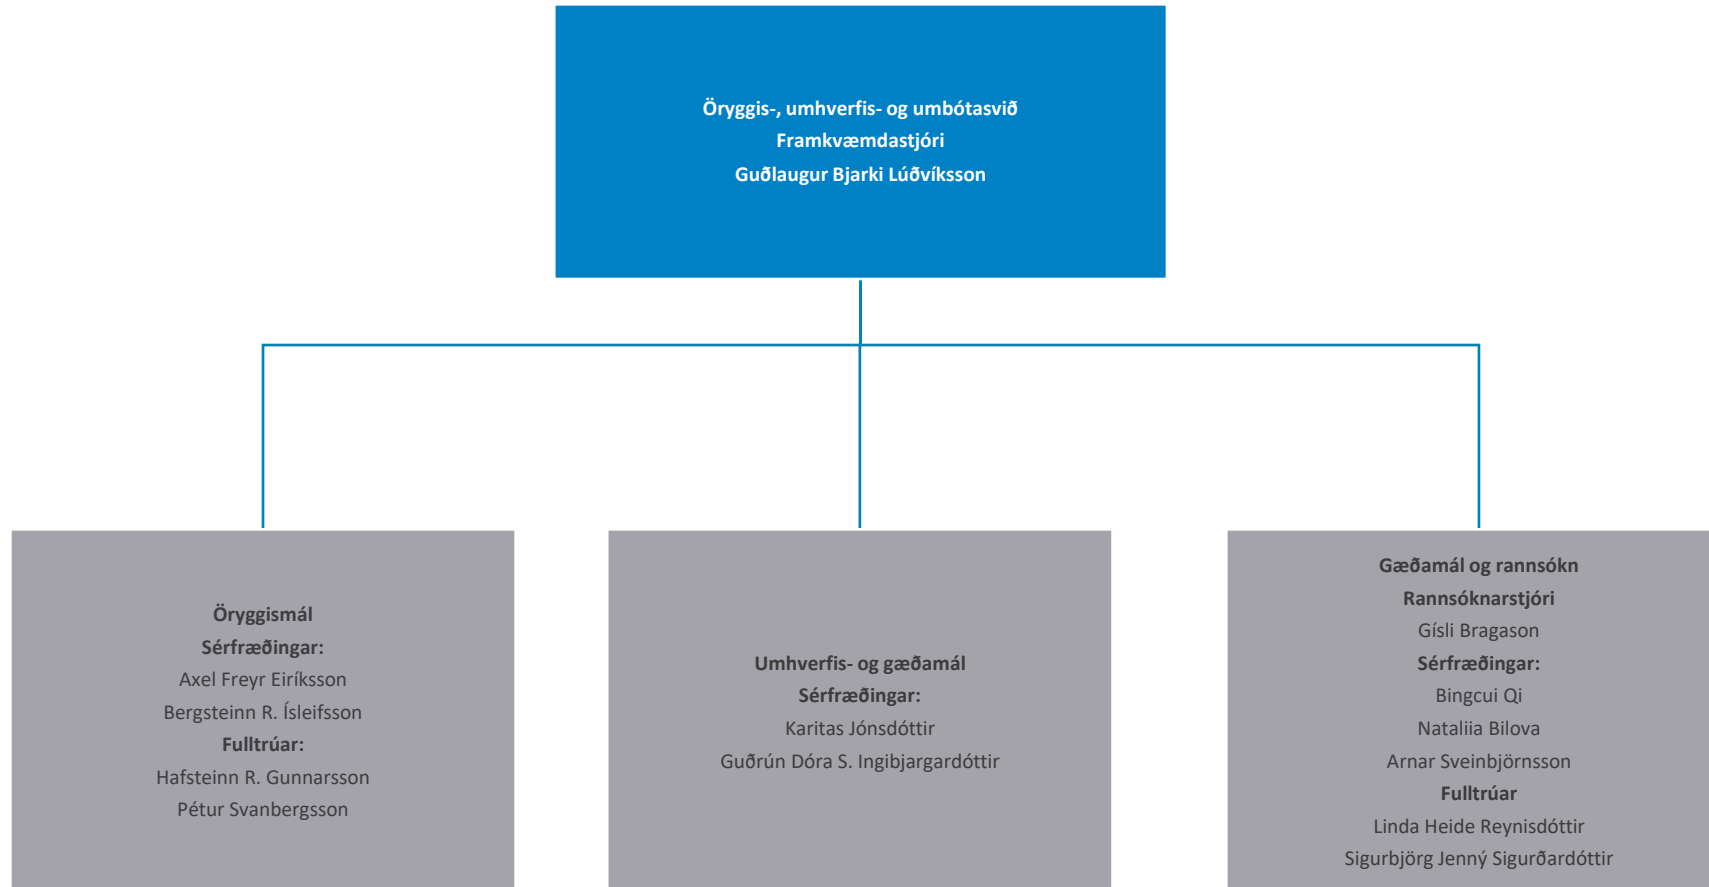 Öryggis-, umhverfis- og umbótasvið
Framkvæmdastjóri
Guðlaugur Bjarki Lúðvíksson
Öryggismál
Sérfræðingar:
Axel Freyr Eiríksson
Bergsteinn R. Ísleifsson
Fulltrúar:
Hafsteinn R. Gunnarsson
Pétur Svanbergsson
Umhverfis- og gæðamál
Sérfræðingar:
Karitas Jónsdóttir
Guðrún Dóra S. Ingibjargardóttir
Gæðamál og rannsókn
Rannsóknarstjóri
Gísli Bragason
Sérfræðingar:
Bingcui Qi
Nataliia Bilova
Arnar Sveinbjörnsson
Fulltrúar
Linda Heide Reynisdóttir
Sigurbjörg Jenný Sigurðardóttir